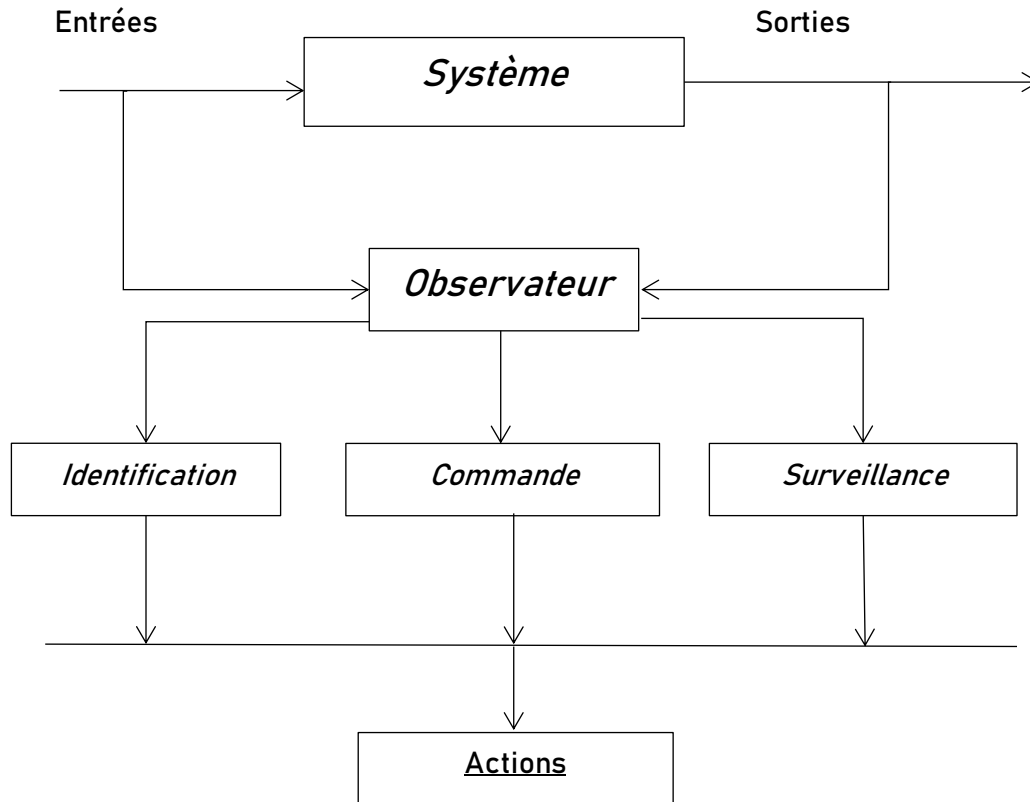 Entrées
Sorties
Système
Observateur
Identification
Commande
Surveillance
Actions